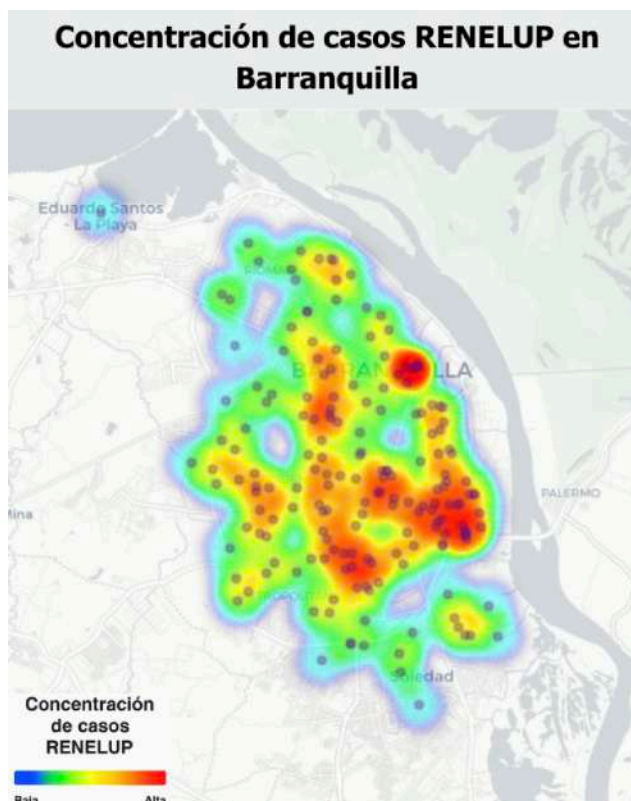 Concentración de casos RENELUP en
Barranquilla
Eduardo Santos
- La Playa
RIOMAR
BARRANQUILLA
PALERMO
Soledad
Concentración
de casos
RENELUP
Baja Alta